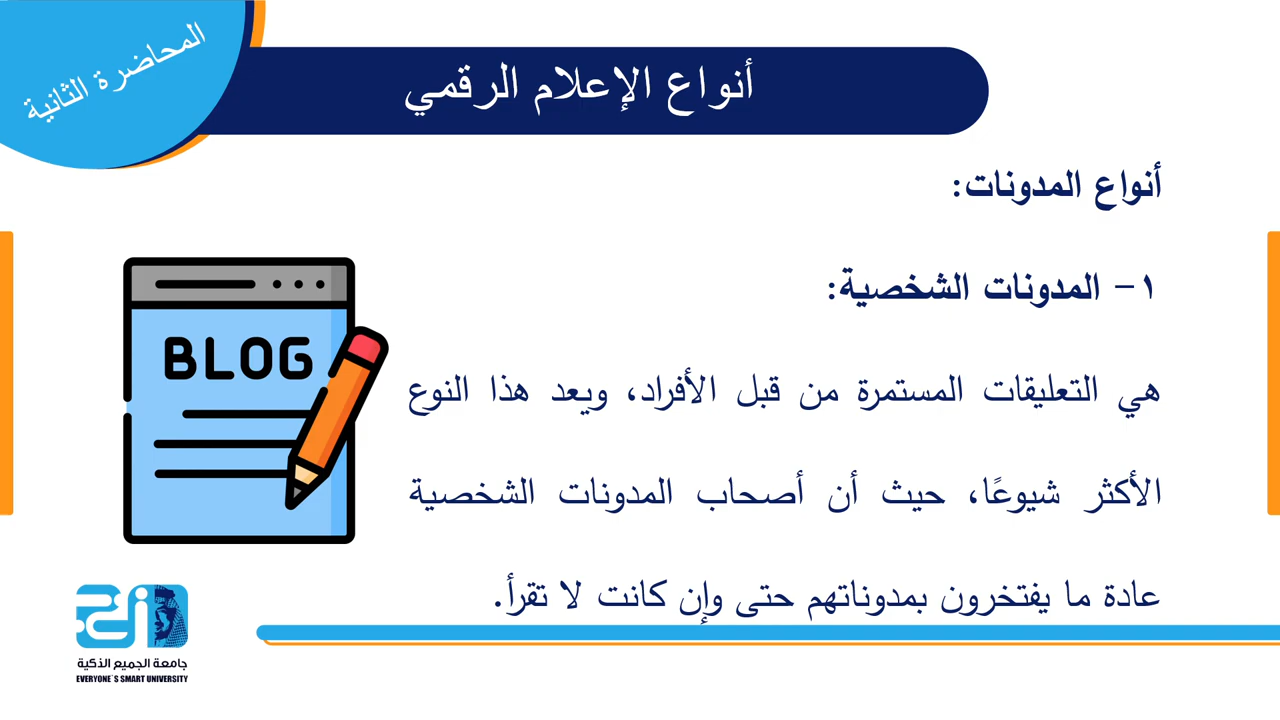 المحاضرة الثانية
أنواع الإعلام الرقمي
أنواع المدونات:
١- المدونات الشخصية:
هي التعليقات المستمرة من قبل الأفراد، ويعد هذا النوع
الأكثر شيوعًا، حيث أن أصحاب المدونات الشخصية
عادة ما يفتخرون بمدوناتهم حتى وإن كانت لا تقرأ.
BLOG
جامعة الجميع الذكية
EVERYONE`S SMART UNIVERSITY